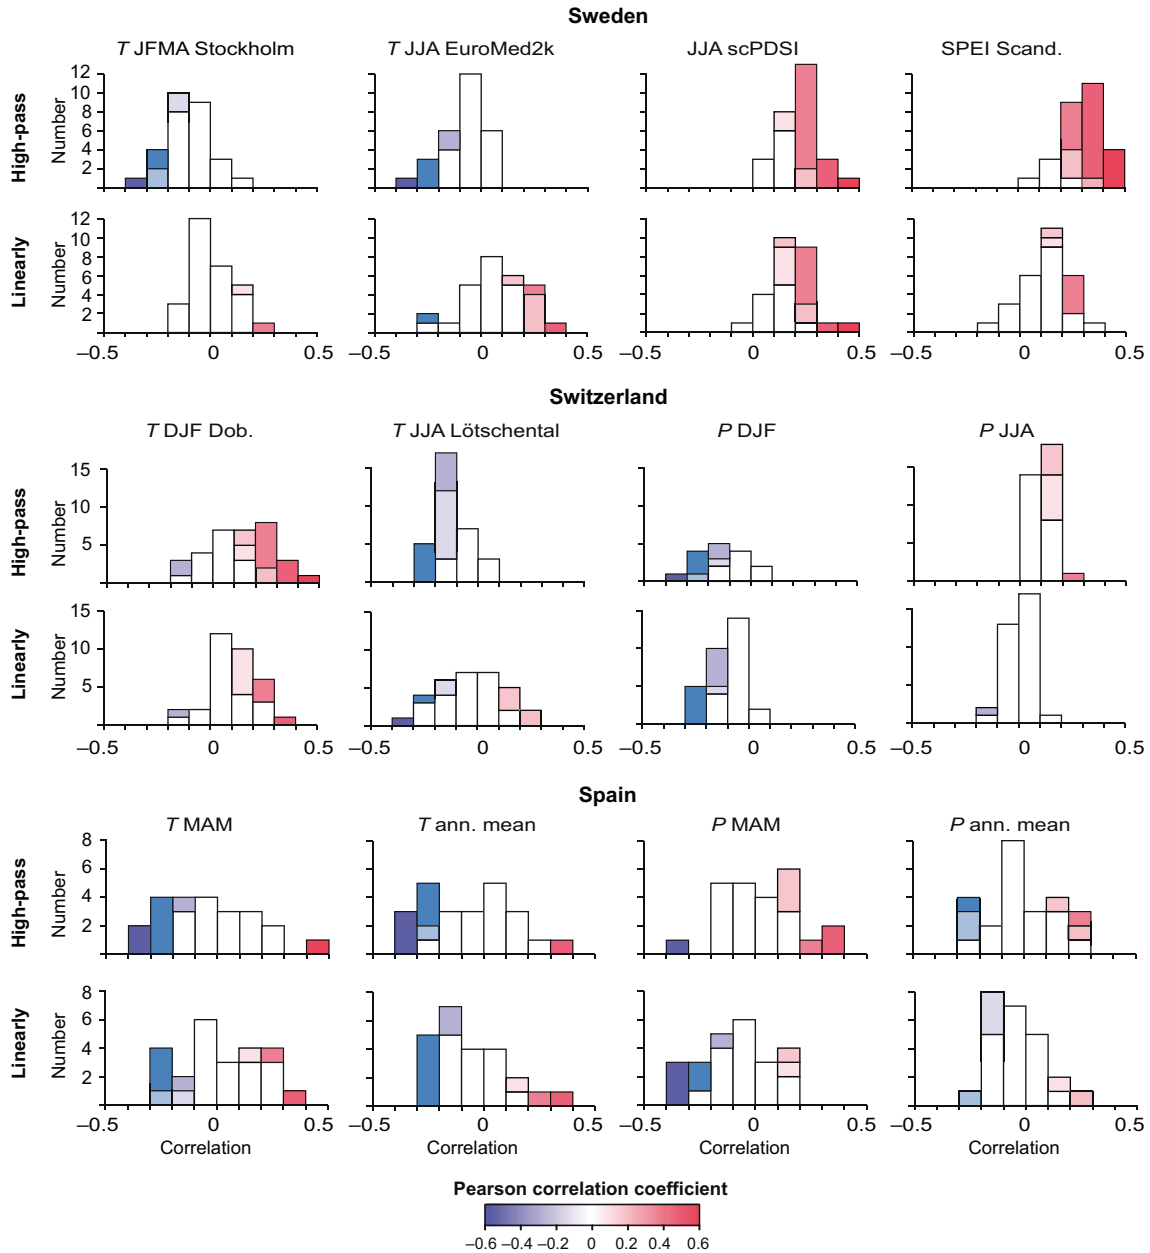 Sweden
T JFMA Stockholm T JJA EuroMed2k JJA scPDSI SPEI Scand.
High-pass
Number
12
10
8
6
4
2
Linearly
Number
12
10
8
6
4
2
–0.5 0 0.5 –0.5 0 0.5 –0.5 0 0.5 –0.5 0 0.5
Switzerland
T DJF Dob. T JJA Lötschental P DJF P JJA
High-pass
Number
15
10
5
Linearly
Number
15
10
5
–0.5 0 0.5 –0.5 0 0.5 –0.5 0 0.5 –0.5 0 0.5
Spain
T MAM T ann. mean P MAM P ann. mean
High-pass
Number
8
6
4
2
Linearly
Number
8
6
4
2
–0.5 0 0.5 –0.5 0 0.5 –0.5 0 0.5 –0.5 0 0.5
Correlation Correlation Correlation Correlation
Pearson correlation coefficient
–0.6 –0.4 –0.2 0 0.2 0.4 0.6